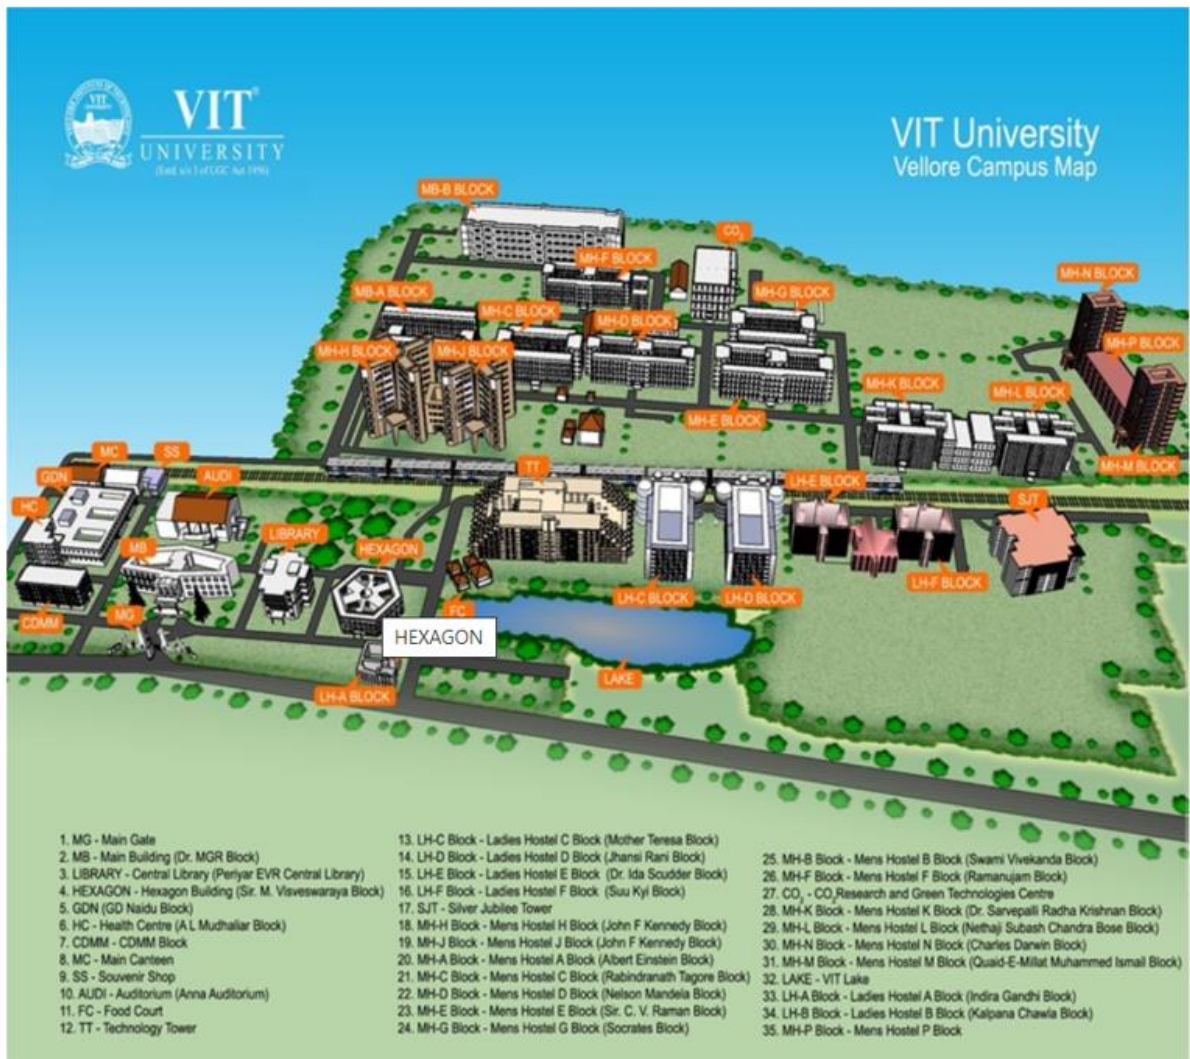 VIT®
UNIVERSITY
(Estd. u/s 3 of UGC Act 1956)
VIT
VIT University
Vellore Campus Map
MB-B BLOCK
CO₂
MH-F BLOCK
MH-N BLOCK
MB-A BLOCK
MH-G BLOCK
MH-C BLOCK
MH-D BLOCK
MH-P BLOCK
MH-H BLOCK
MH-J BLOCK
MH-K BLOCK
MH-L BLOCK
MH-E BLOCK
MC
SS
TT
MH-M BLOCK
GDN
AUDI
LH-E BLOCK
SJT
HC
LIBRARY
MB
HEXAGON
LH-F BLOCK
LH-C BLOCK
LH-D BLOCK
FC
MG
CDMM
HEXAGON
LAKE
LH-A BLOCK
1. MG - Main Gate
2. MB - Main Building (Dr. MGR Block)
3. LIBRARY - Central Library (Periyar EVR Central Library)
4. HEXAGON - Hexagon Building (Sir. M. Visveswaraya Block)
5. GDN (GD Naidu Block)
6. HC - Health Centre (A L Mudhaliar Block)
7. CDMM - CDMM Block
8. MC - Main Canteen
9. SS - Souvenir Shop
10. AUDI - Auditorium (Anna Auditorium)
11. FC - Food Court
12. TT - Technology Tower
13. LH-C Block - Ladies Hostel C Block (Mother Teresa Block)
14. LH-D Block - Ladies Hostel D Block (Jhansi Rani Block)
15. LH-E Block - Ladies Hostel E Block (Dr. Ida Scudder Block)
16. LH-F Block - Ladies Hostel F Block (Suu Kyi Block)
17. SJT - Silver Jubilee Tower
18. MH-H Block - Mens Hostel H Block (John F Kennedy Block)
19. MH-J Block - Mens Hostel J Block (John F Kennedy Block)
20. MH-A Block - Mens Hostel A Block (Albert Einstein Block)
21. MH-C Block - Mens Hostel C Block (Rabindranath Tagore Block)
22. MH-D Block - Mens Hostel D Block (Nelson Mandela Block)
23. MH-E Block - Mens Hostel E Block (Sir. C. V. Raman Block)
24. MH-G Block - Mens Hostel G Block (Socrates Block)
25. MH-B Block - Mens Hostel B Block (Swami Vivekanda Block)
26. MH-F Block - Mens Hostel F Block (Ramanujam Block)
27. CO₂ - CO₂Research and Green Technologies Centre
28. MH-K Block - Mens Hostel K Block (Dr. Sarvepalli Radha Krishnan Block)
29. MH-L Block - Mens Hostel L Block (Nethaji Subash Chandra Bose Block)
30. MH-N Block - Mens Hostel N Block (Charles Darwin Block)
31. MH-M Block - Mens Hostel M Block (Quaid-E-Millat Muhammed Ismail Block)
32. LAKE - VIT Lake
33. LH-A Block - Ladies Hostel A Block (Indira Gandhi Block)
34. LH-B Block - Ladies Hostel B Block (Kalpana Chawla Block)
35. MH-P Block - Mens Hostel P Block